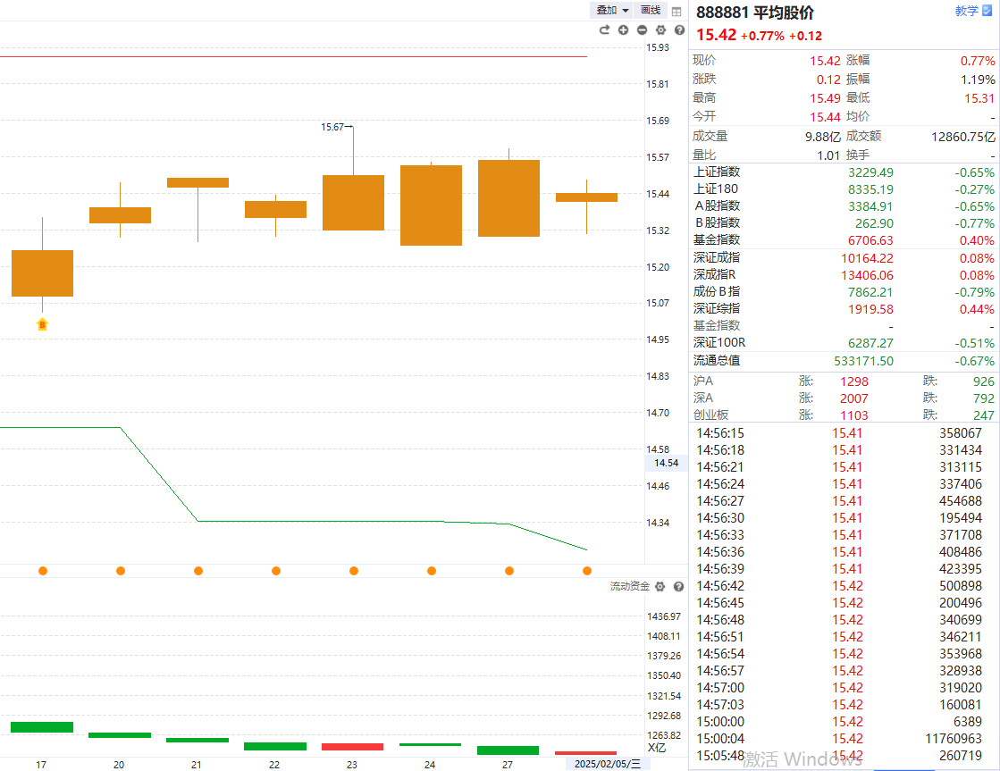 叠加 画线
888881 平均股价 教学
15.42 +0.77% +0.12
15.93
15.81
15.69
15.67
15.57
15.44
15.32
15.20
15.07
14.95
14.83
14.70
14.58
14.54
14.46
14.34
B
流动资金
1436.97
1408.11
1379.26
1350.40
1321.54
1292.68
1263.82
X亿
17 20 21 22 23 24 27 2025/02/05/三
现价 15.42 涨幅 0.77%
涨跌 0.12 振幅 1.19%
最高 15.49 最低 15.31
今开 15.44 均价 -
成交量 9.88亿 成交额 12860.75亿
量比 1.01 换手 -
上证指数 3229.49 -0.65%
上证180 8335.19 -0.27%
A股指数 3384.91 -0.65%
B股指数 262.90 -0.77%
基金指数 6706.63 0.40%
深证成指 10164.22 0.08%
深成指R 13406.06 0.08%
成份B指 7862.21 -0.79%
深证综指 1919.58 0.44%
基金指数 - -
深证100R 6287.27 -0.51%
流通总值 533171.50 -0.67%
沪A 涨: 1298 跌: 926
深A 涨: 2007 跌: 792
创业板 涨: 1103 跌: 247
14:56:15 15.41 358067
14:56:18 15.41 331434
14:56:21 15.41 313115
14:56:24 15.41 337406
14:56:27 15.41 454688
14:56:30 15.41 195494
14:56:33 15.41 371708
14:56:36 15.41 408486
14:56:39 15.41 423395
14:56:42 15.42 500898
14:56:45 15.42 200496
14:56:48 15.42 340699
14:56:51 15.42 346211
14:56:54 15.42 353968
14:56:57 15.42 328938
14:57:00 15.42 319020
14:57:03 15.42 160081
15:00:00 15.42 6389
15:00:04 15.42 11760963
15:05:48 15.42 260719
激活 Windows